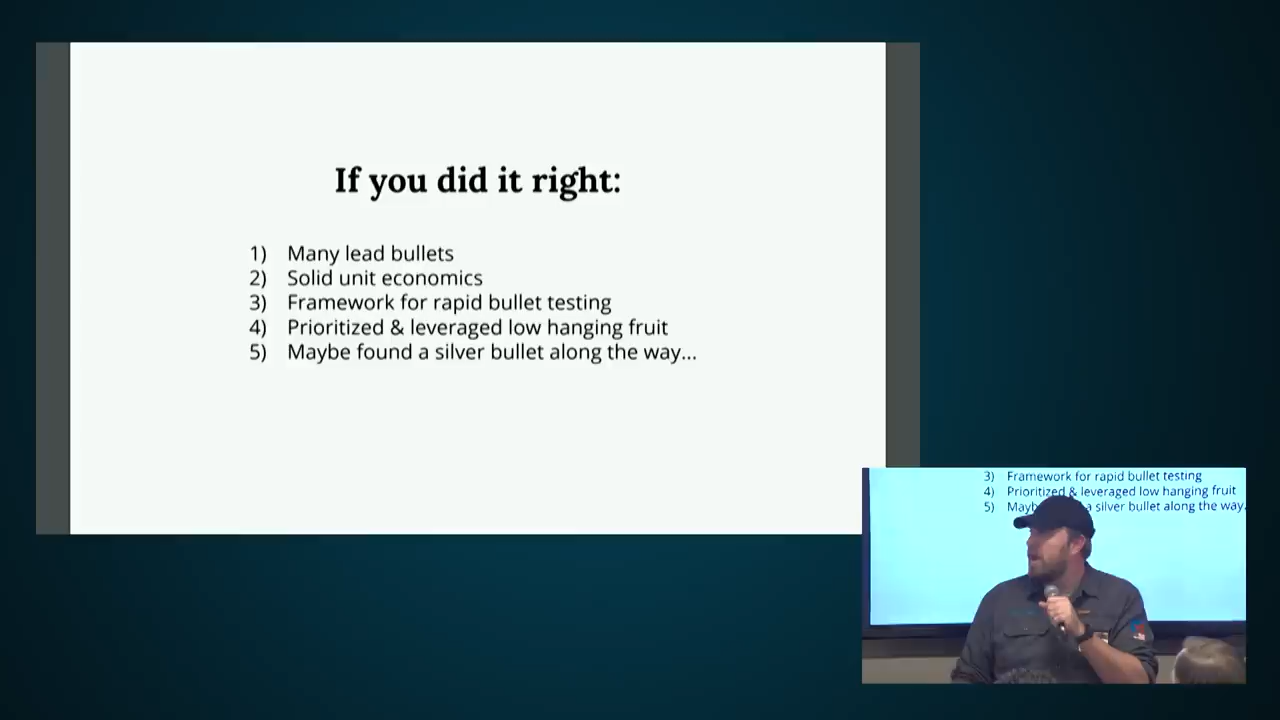 If you did it right:
1) Many lead bullets
2) Solid unit economics
3) Framework for rapid bullet testing
4) Prioritized & leveraged low hanging fruit
5) Maybe found a silver bullet along the way...
3) Framework for rapid bullet testing
4) Prioritized & leveraged low hanging fruit
5) a silver bullet along the way